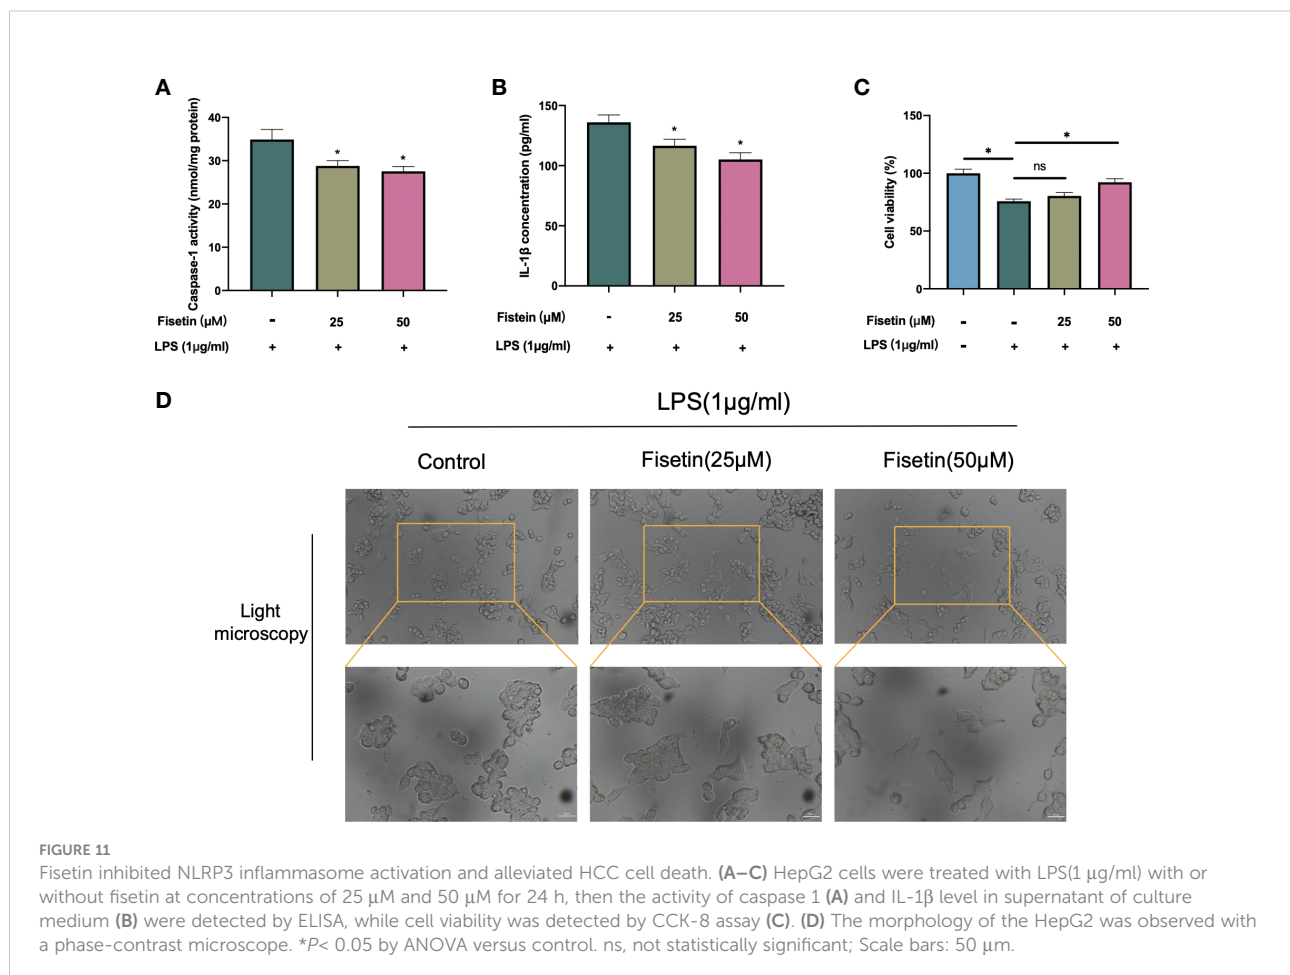 A
Caspase-1 activity (nmol/mg protein)
40
30
20
10
0
Fisetin (μM) - 25 50
LPS (1μg/ml) + + +
* *
B
IL-1β concentration (pg/ml)
150
100
50
0
Fistein (μM) - 25 50
LPS (1μg/ml) + + +
* *
C
Cell viability (%)
150
100
50
0
* ns *
Fisetin (μM) - - 25 50
LPS (1μg/ml) - + + +
D
LPS(1μg/ml)
Control Fisetin(25μM) Fisetin(50μM)
Light
microscopy
FIGURE 11
Fisetin inhibited NLRP3 inflammasome activation and alleviated HCC cell death. (A–C) HepG2 cells were treated with LPS(1 μg/ml) with or
without fisetin at concentrations of 25 μM and 50 μM for 24 h, then the activity of caspase 1 (A) and IL-1β level in supernatant of culture
medium (B) were detected by ELISA, while cell viability was detected by CCK-8 assay (C). (D) The morphology of the HepG2 was observed with
a phase-contrast microscope. *P< 0.05 by ANOVA versus control. ns, not statistically significant; Scale bars: 50 μm.